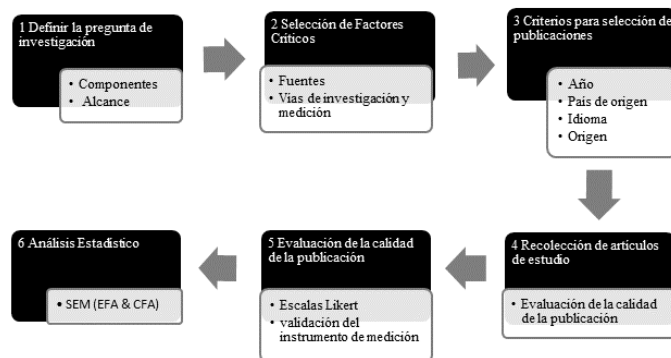 1 Definir la pregunta de
investigación
• Componentes
• Alcance
2 Selección de Factores
Críticos
• Fuentes
• Vias de investigación y
medición
3 Criterios para selección de
publicaciones
• Año
• País de origen
• Idioma
• Origen
4 Recolección de artículos
de estudio
• Evaluación de la calidad
de la publicación
5 Evaluación de la calidad
de la publicación
• Escalas Likert
• validación del
instrumento de medición
6 Análisis Estadístico
• SEM (EFA & CFA)